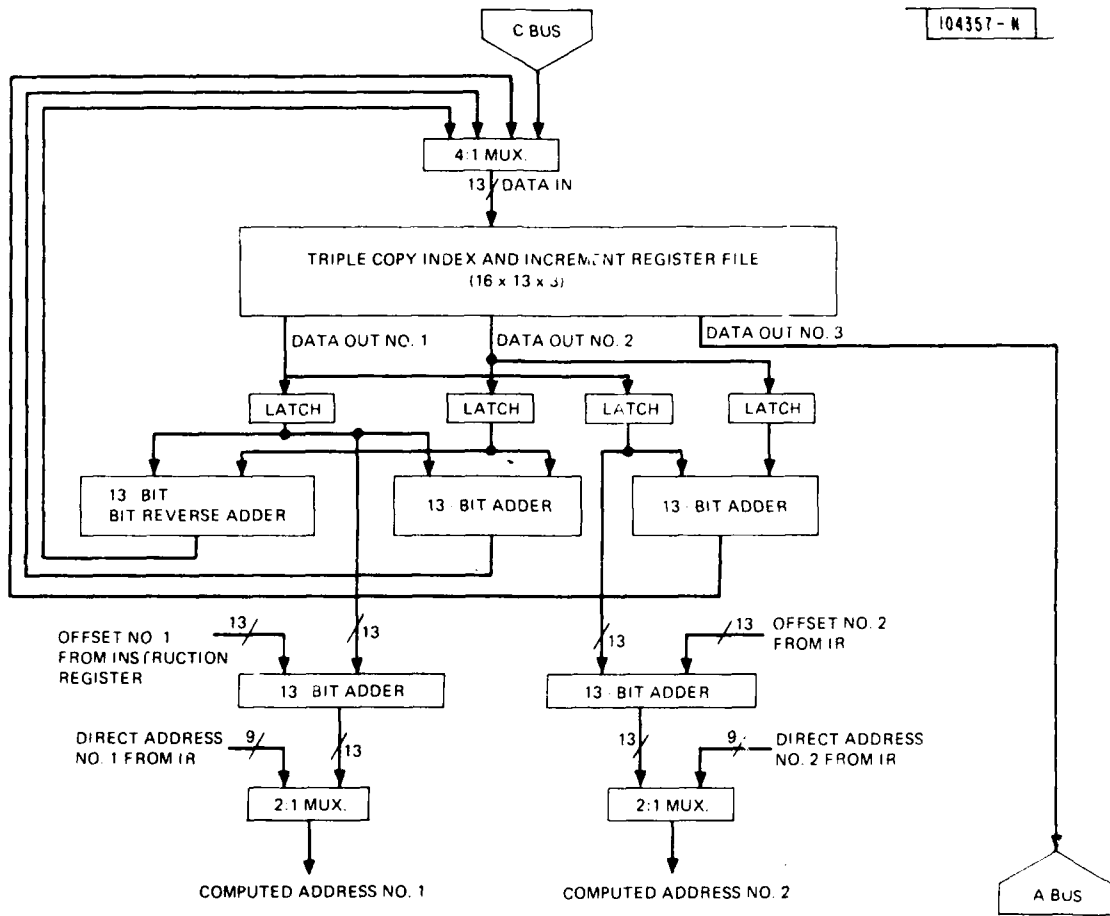 C BUS
104357-N
4:1 MUX.
13 DATA IN
TRIPLE COPY INDEX AND INCREMENT REGISTER FILE
(16 x 13 x 3)
DATA OUT NO. 1
DATA OUT NO. 2
DATA OUT NO. 3
LATCH
LATCH
LATCH
LATCH
13 - BIT
BIT REVERSE ADDER
13 - BIT ADDER
13 - BIT ADDER
OFFSET NO. 1
FROM INSTRUCTION
REGISTER
13
13
13
13
OFFSET NO. 2
FROM IR
13 - BIT ADDER
13 - BIT ADDER
DIRECT ADDRESS
NO. 1 FROM IR
9
13
13
9
DIRECT ADDRESS
NO. 2 FROM IR
2:1 MUX.
2:1 MUX.
COMPUTED ADDRESS NO. 1
COMPUTED ADDRESS NO. 2
A BUS